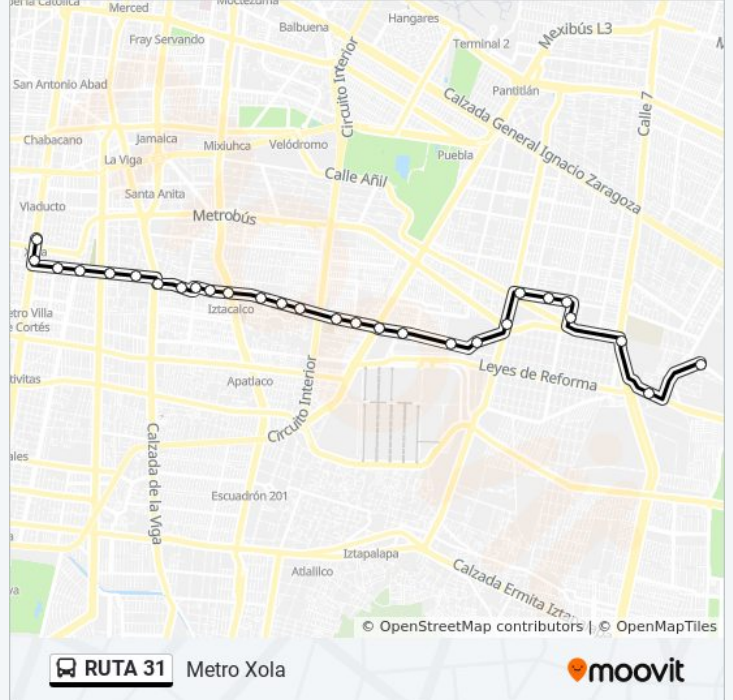 Merced
Moctezuma
Fray Servando
Balbuena
Hangares
Terminal 2
Mexibús L3
San Antonio Abad
Circuito Interior
Pantitlán
Calle 7
Calzada General Ignacio Zaragoza
Chabacano
Jamaica
La Viga
Mixiuhca
Velódromo
Puebla
Calle Añil
Santa Anita
Viaducto
Metrobús
Iztacalco
etro Villa
e Cortés
tivitas
Apatlaco
Circuito Interior
Leyes de Reforma
ales
Calzada de la Viga
Escuadrón 201
Iztapalapa
Atlalilco
Calzada Ermita Izta
© OpenStreetMap contributors | © OpenMapTiles
RUTA 31 Metro Xola
moovit